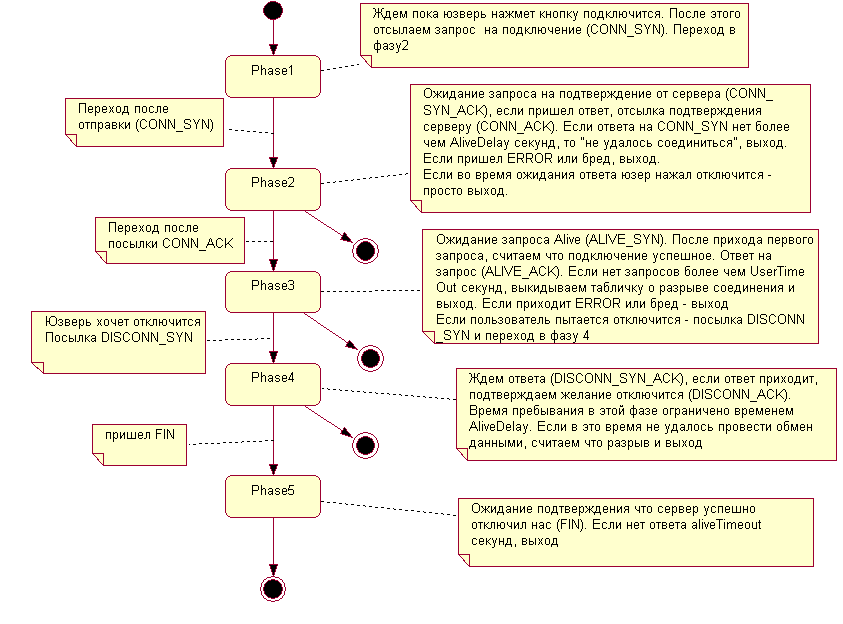 Ждем пока юзверь нажмет кнопку подключится. После этого
отсылаем запрос на подключение (CONN_SYN). Переход в
фазу2
Phase1
Переход после
отправки (CONN_SYN)
Ожидание запроса на подтверждение от сервера (CONN_
SYN_ACK), если пришел ответ, отсылка подтверждения
серверу (CONN_ACK). Если ответа на CONN_SYN нет более
чем AliveDelay секунд, то "не удалось соединиться", выход.
Если пришел ERROR или бред, выход.
Если во время ожидания ответа юзер нажал отключится -
просто выход.
Phase2
Переход после
посылки CONN_ACK
Ожидание запроса Alive (ALIVE_SYN). После прихода первого
запроса, считаем что подключение успешное. Ответ на
запрос (ALIVE_ACK). Если нет запросов более чем UserTime
Out секунд, выкидываем табличку о разрыве соединения и
выход. Если приходит ERROR или бред - выход
Если пользователь пытается отключится - посылка DISCONN
_SYN и переход в фазу 4
Phase3
Юзверь хочет отключится
Посылка DISCONN_SYN
Phase4
Ждем ответа (DISCONN_SYN_ACK), если ответ приходит,
подтверждаем желание отключится (DISCONN_ACK).
Время пребывания в этой фазе ограничено временем
AliveDelay. Если в это время не удалось провести обмен
данными, считаем что разрыв и выход
пришел FIN
Phase5
Ожидание подтверждения что сервер успешно
отключил нас (FIN). Если нет ответа aliveTimeout
секунд, выход